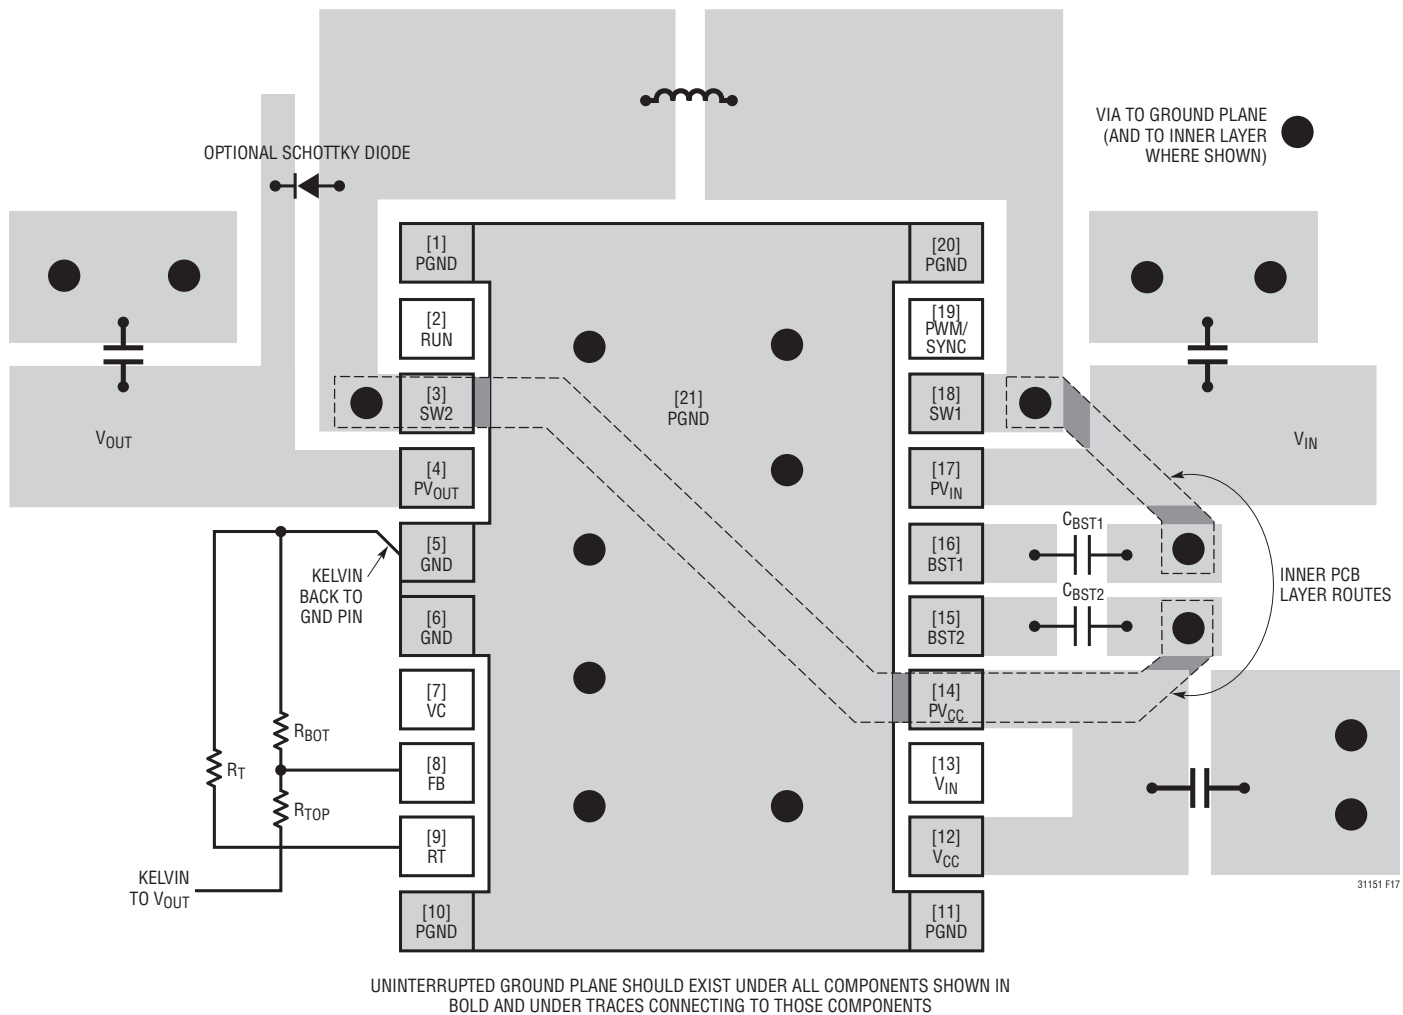 VIA TO GROUND PLANE
(AND TO INNER LAYER
WHERE SHOWN)
OPTIONAL SCHOTTKY DIODE
[1]
PGND
[20]
PGND
[2]
RUN
[19]
PWM/
SYNC
[3]
SW2
[21]
PGND
[18]
SW1
VOUT
VIN
[4]
PVOUT
[17]
PVIN
[5]
GND
[16]
BST1
CBST1
KELVIN
BACK TO
GND PIN
INNER PCB
LAYER ROUTES
[6]
GND
[15]
BST2
CBST2
[7]
VC
[14]
PVCC
RBOT
RT
[8]
FB
[13]
VIN
RTOP
[9]
RT
[12]
VCC
KELVIN
TO VOUT
31151 F17
[10]
PGND
[11]
PGND
UNINTERRUPTED GROUND PLANE SHOULD EXIST UNDER ALL COMPONENTS SHOWN IN
BOLD AND UNDER TRACES CONNECTING TO THOSE COMPONENTS